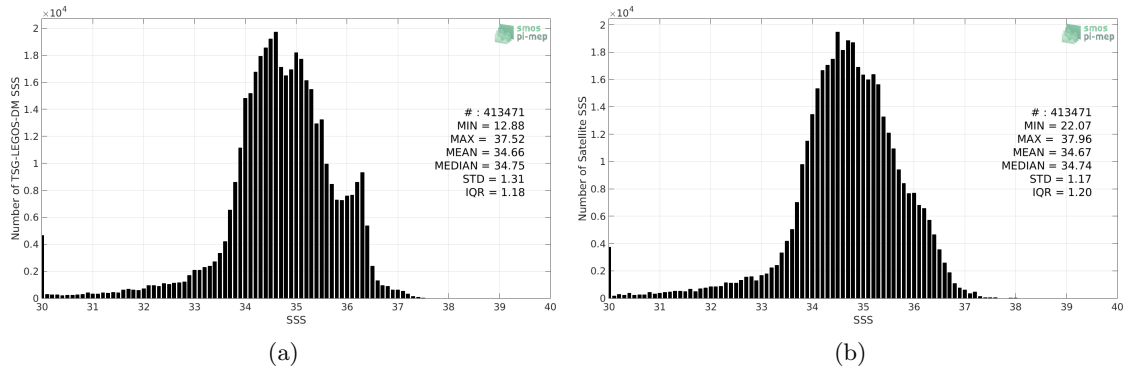 ×10⁴
2
1.8
1.6
1.4
1.2
1
0.8
0.6
0.4
0.2
0
30 31 32 33 34 35 36 37 38 39 40
Number of TSG-LEGOS-DM SSS
SSS
smos
pi-mep
# : 413471
MIN = 12.88
MAX = 37.52
MEAN = 34.66
MEDIAN = 34.75
STD = 1.31
IQR = 1.18
(a)
×10⁴
2
1.8
1.6
1.4
1.2
1
0.8
0.6
0.4
0.2
0
30 31 32 33 34 35 36 37 38 39 40
Number of Satellite SSS
SSS
smos
pi-mep
# : 413471
MIN = 22.07
MAX = 37.96
MEAN = 34.67
MEDIAN = 34.74
STD = 1.17
IQR = 1.20
(b)